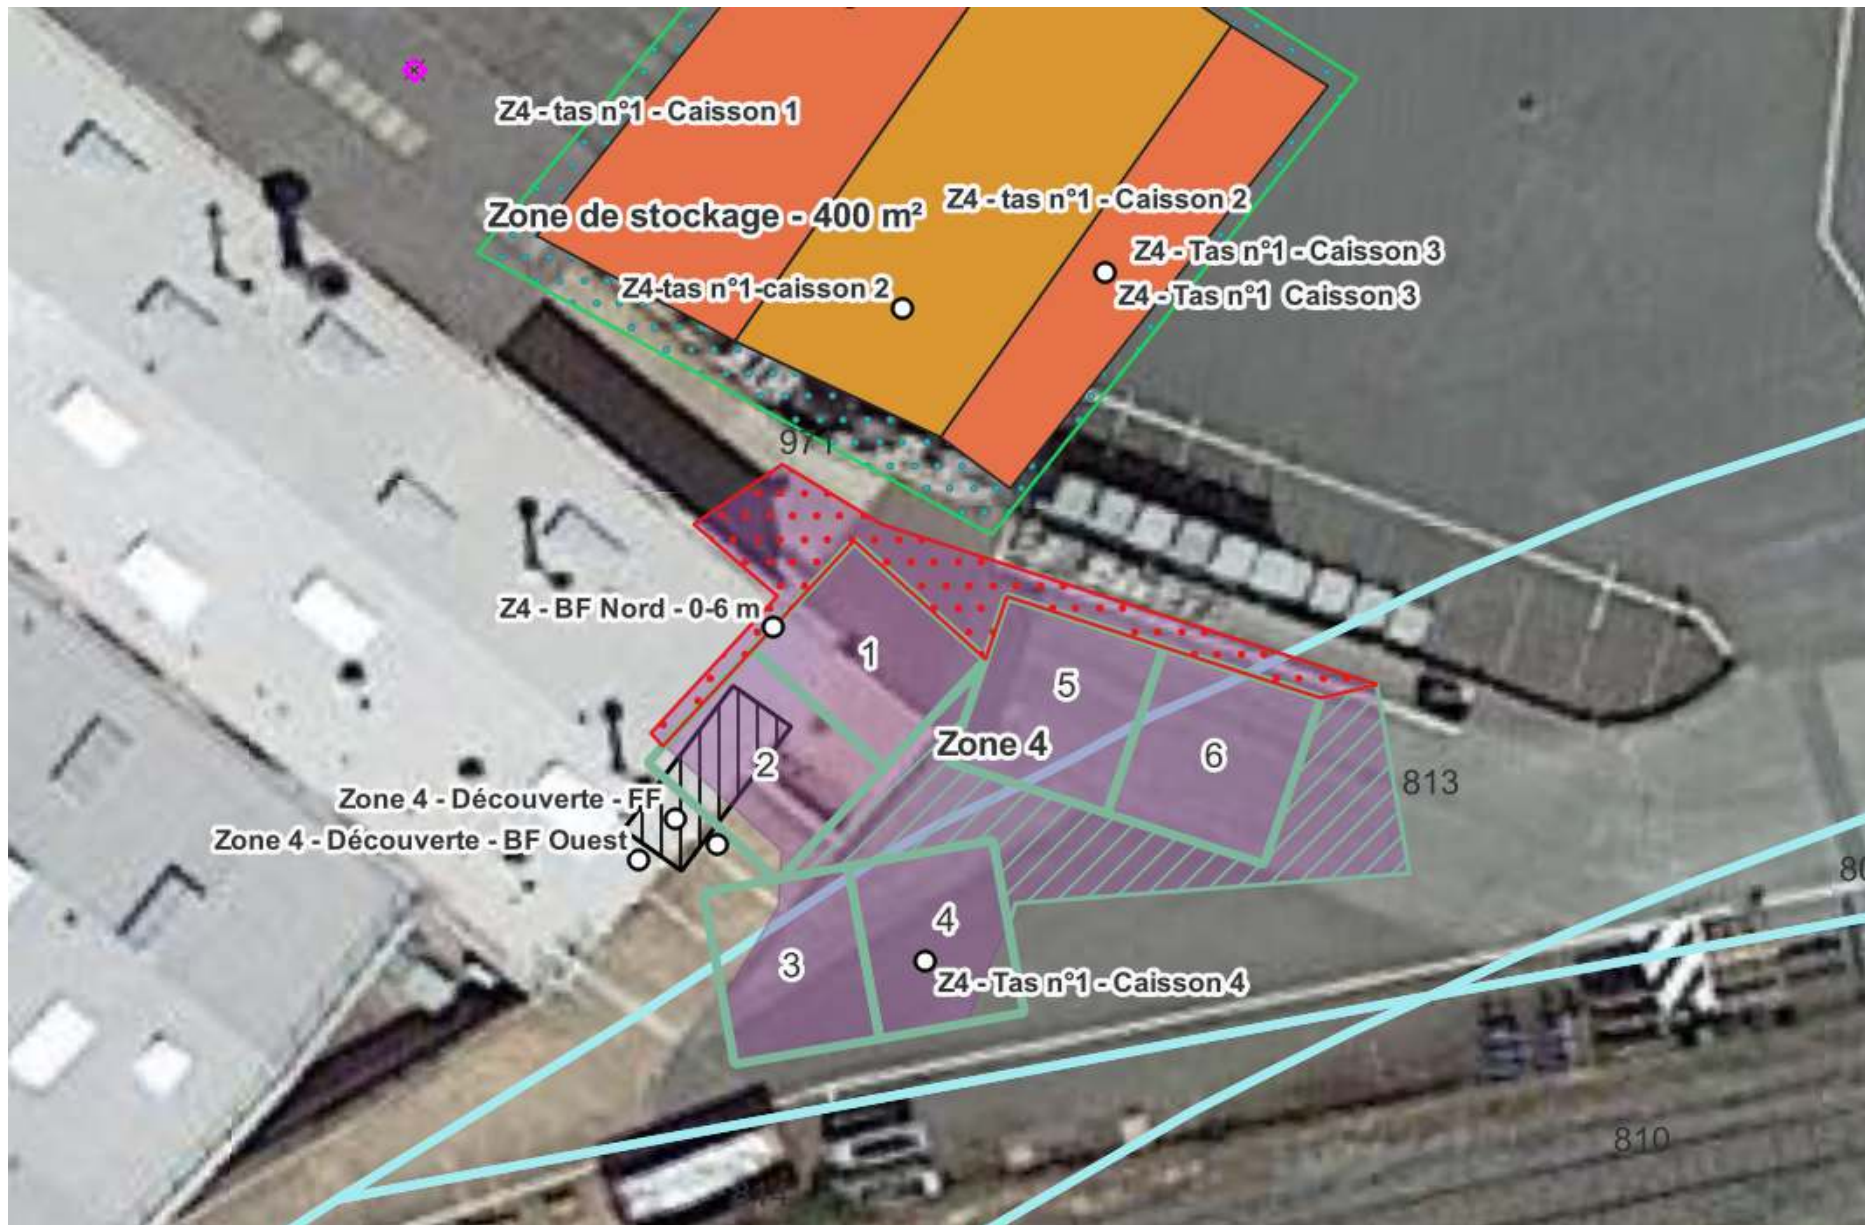 Z4 - tas n°1 - Caisson 1
Z4 - tas n°1 - Caisson 2
Zone de stockage - 400 m²
Z4 - Tas n°1 - Caisson 3
Z4-tas n°1-caisson 2
Z4 - Tas n°1 Caisson 3
971
Z4 - BF Nord - 0-6 m
1
5
Zone 4
6
2
813
Zone 4 - Découverte - FF
Zone 4 - Découverte - BF Ouest
4
3
Z4 - Tas n°1 - Caisson 4
810